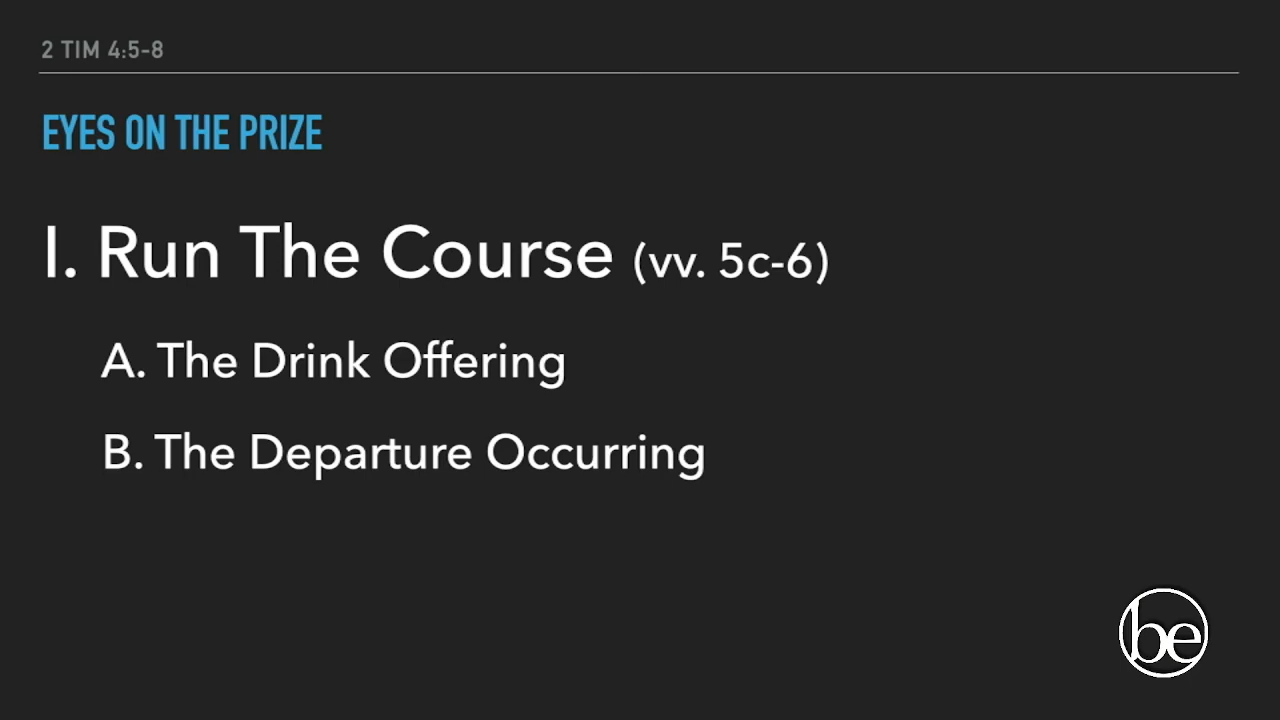 2 TIM 4:5-8
EYES ON THE PRIZE
I. Run The Course (vv. 5c-6)
A. The Drink Offering
B. The Departure Occurring
be